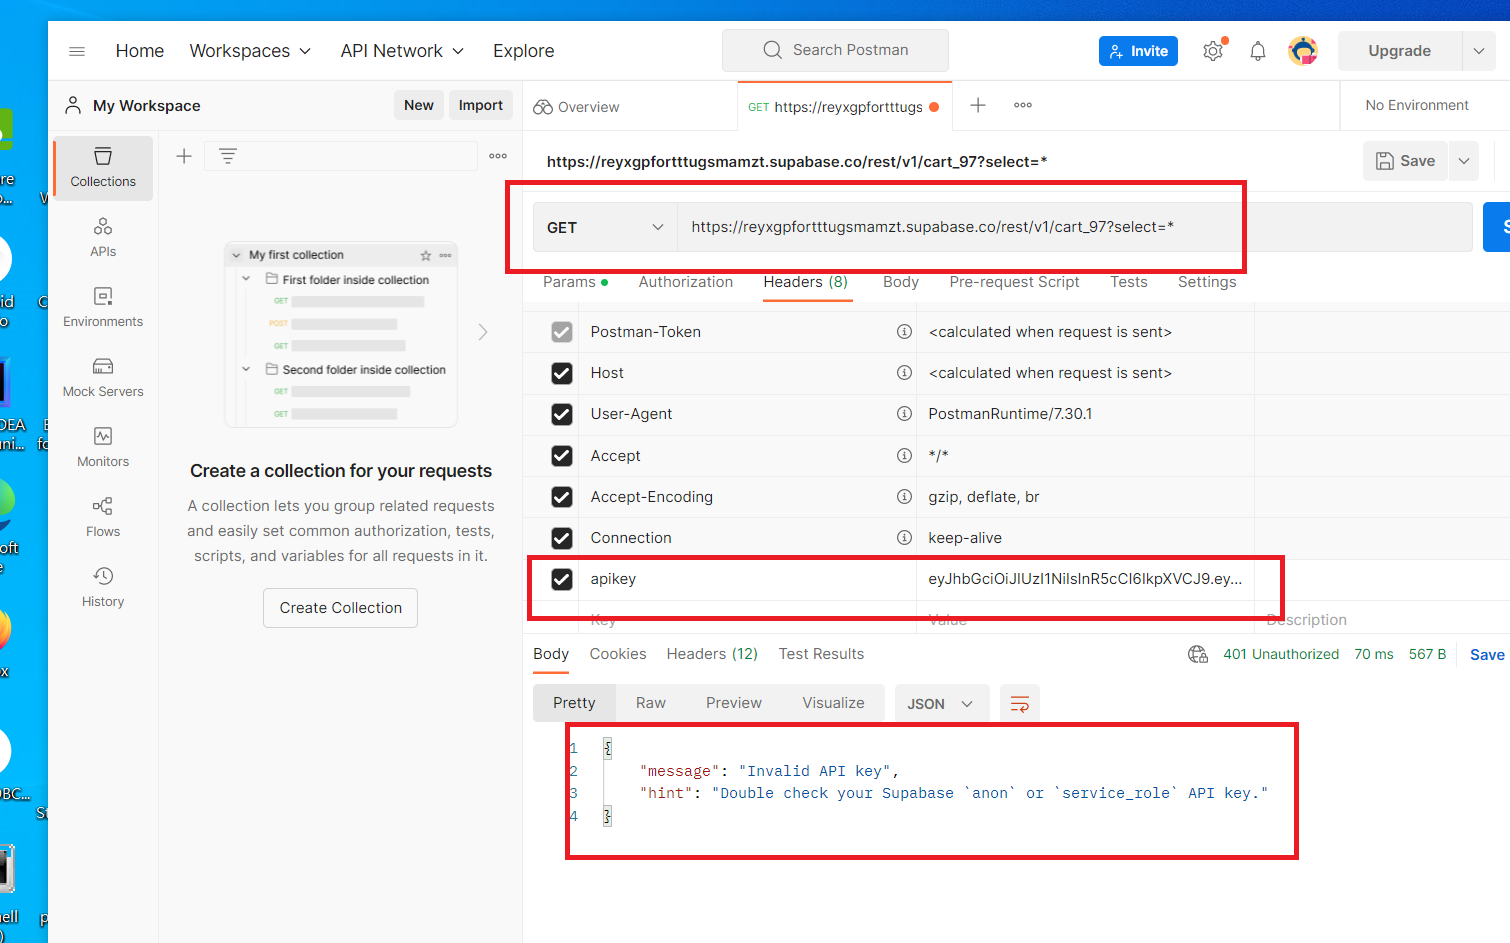 Home Workspaces API Network Explore Search Postman Invite Upgrade
My Workspace New Import Overview GET https://reyxgpfortttugs No Environment
https://reyxgpfortttugsmamzt.supabase.co/rest/v1/cart_97?select=* Save
GET https://reyxgpfortttugsmamzt.supabase.co/rest/v1/cart_97?select=*
Params Authorization Headers (8) Body Pre-request Script Tests Settings
Collections
APIs
Environments
Mock Servers
Monitors
Flows
History
My first collection
First folder inside collection
GET
POST
GET
Second folder inside collection
GET
GET
Create a collection for your requests
A collection lets you group related requests
and easily set common authorization, tests,
scripts, and variables for all requests in it.
Create Collection
Postman-Token <calculated when request is sent>
Host <calculated when request is sent>
User-Agent PostmanRuntime/7.30.1
Accept */*
Accept-Encoding gzip, deflate, br
Connection keep-alive
apikey
Key Value Description
Body Cookies Headers (12) Test Results 401 Unauthorized 70 ms 567 B Save
Pretty Raw Preview Visualize JSON
1 {
2 "message": "Invalid API key",
3 "hint": "Double check your Supabase `anon` or `service_role` API key."
4 }